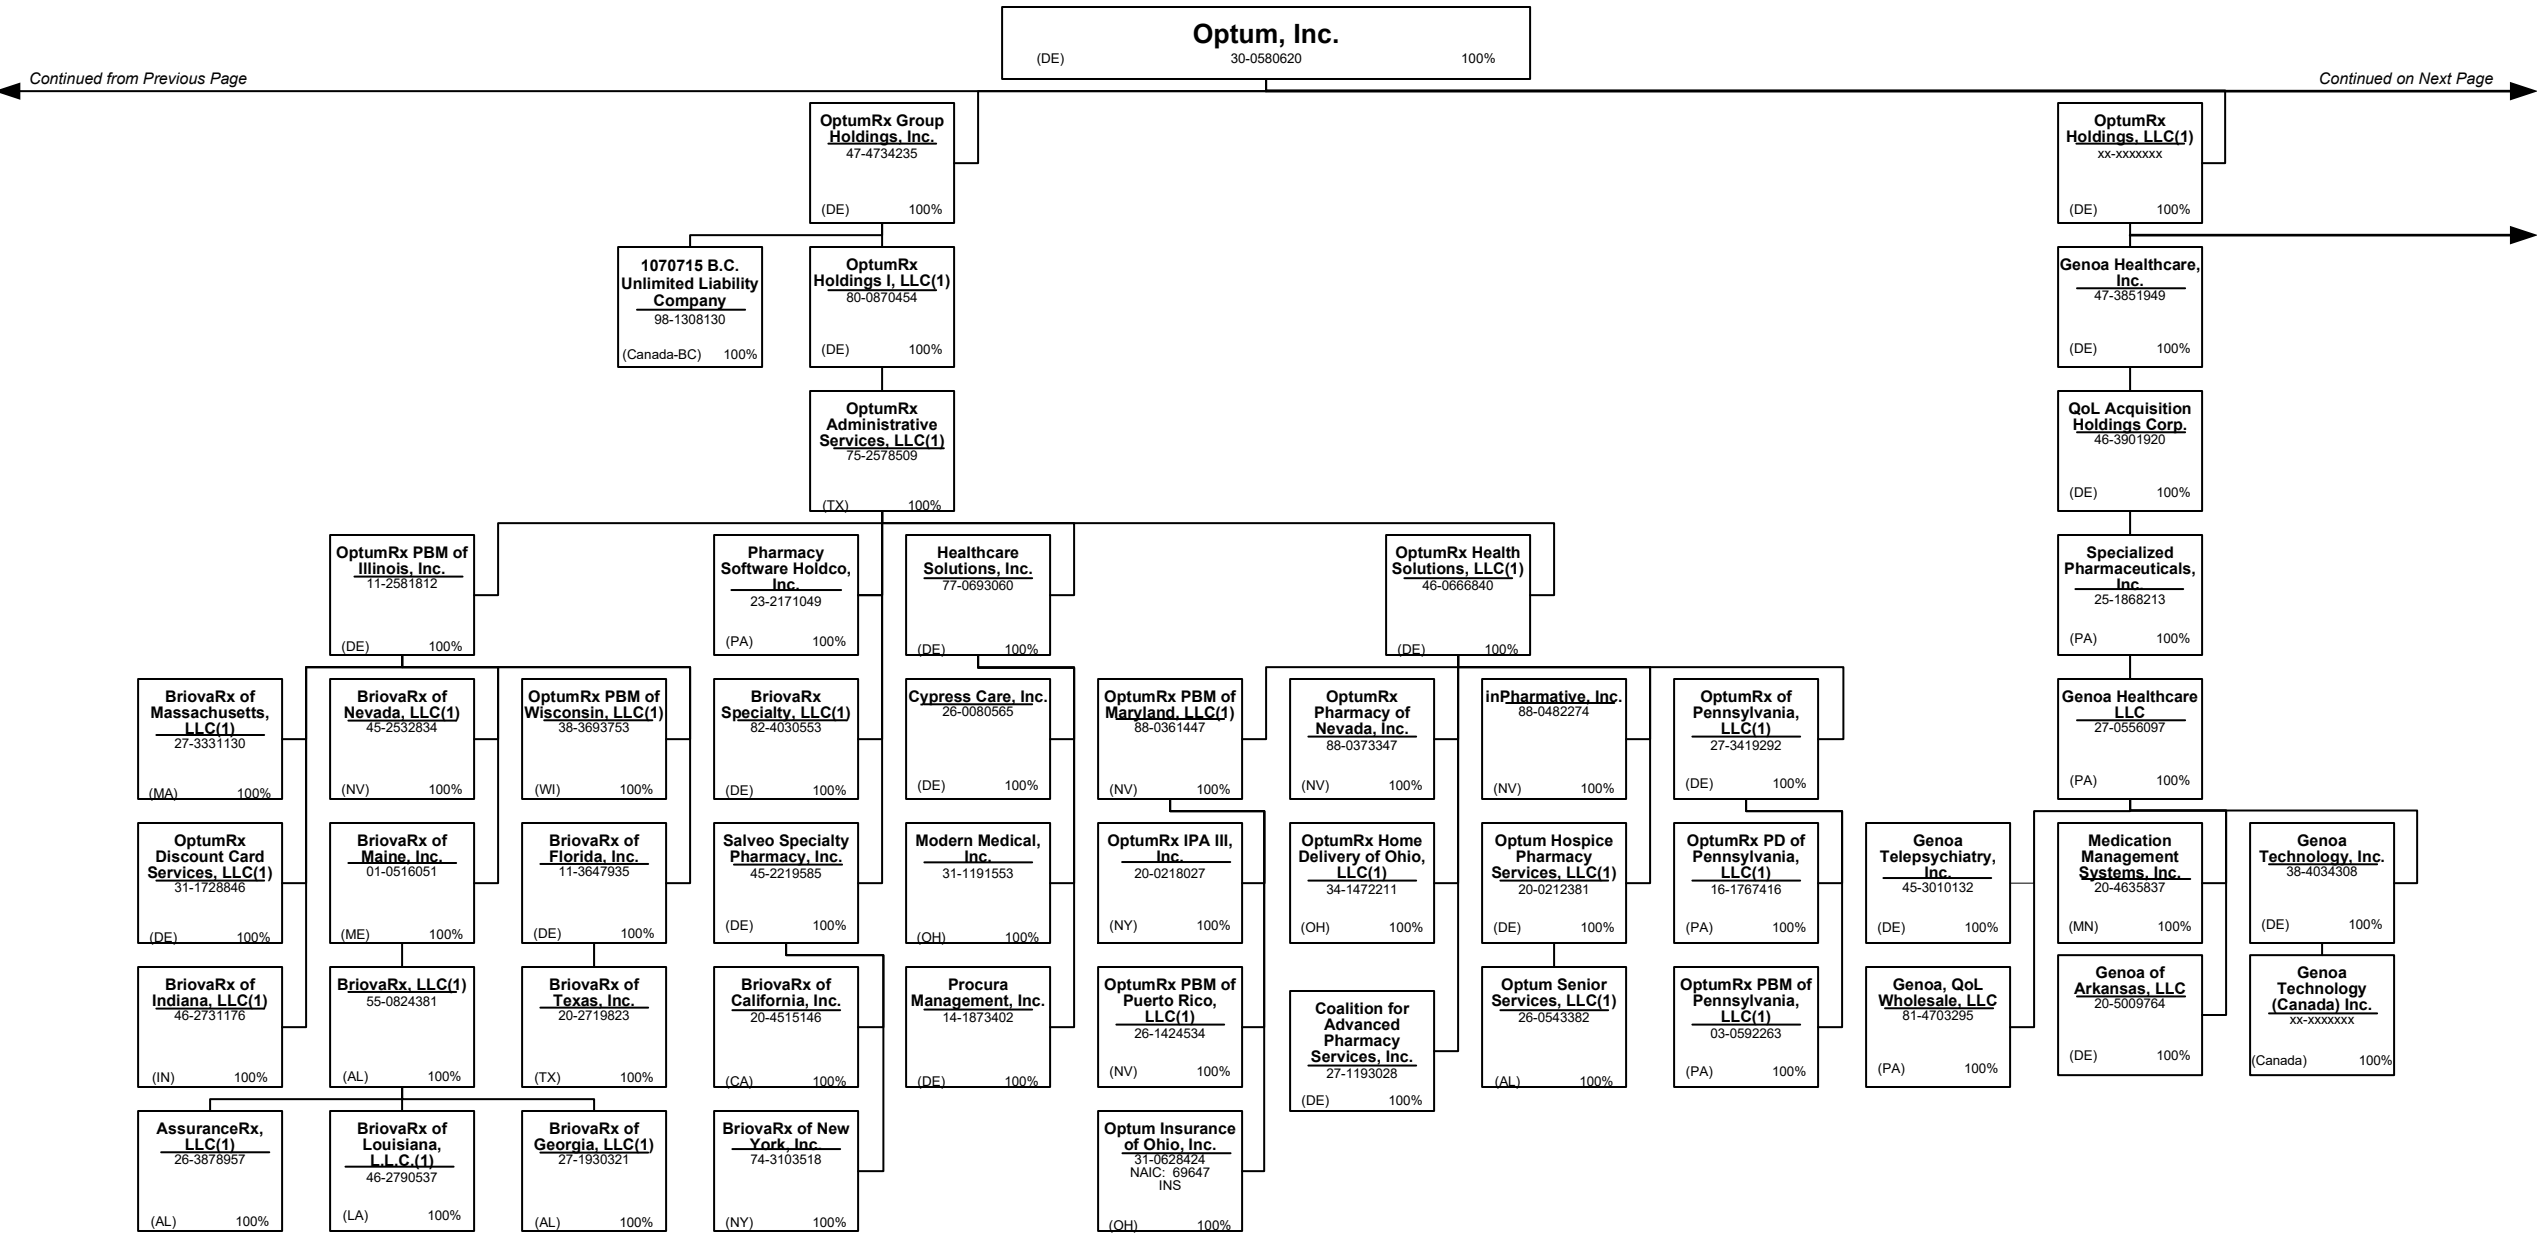 Optum, Inc.
(DE) 30-0580620 100%
Continued from Previous Page
Continued on Next Page
OptumRx Group
Holdings, Inc.
47-4734235
(DE) 100%
OptumRx
Holdings, LLC(1)
xx-xxxxxxx
(DE) 100%
1070715 B.C.
Unlimited Liability
Company
98-1308130
(Canada-BC) 100%
OptumRx
Holdings I, LLC(1)
80-0870454
(DE) 100%
Genoa Healthcare,
Inc.
47-3851949
(DE) 100%
OptumRx
Administrative
Services, LLC(1)
75-2578509
(TX) 100%
QoL Acquisition
Holdings Corp.
46-3901920
(DE) 100%
OptumRx PBM of
Illinois, Inc.
11-2581812
(DE) 100%
Pharmacy
Software Holdco,
Inc.
23-2171049
(PA) 100%
Healthcare
Solutions, Inc.
77-0693060
(DE) 100%
OptumRx Health
Solutions, LLC(1)
46-0666840
(DE) 100%
Specialized
Pharmaceuticals,
Inc.
25-1868213
(PA) 100%
BriovaRx of
Massachusetts,
LLC(1)
27-3331130
(MA) 100%
BriovaRx of
Nevada, LLC(1)
45-2532834
(NV) 100%
OptumRx PBM of
Wisconsin, LLC(1)
38-3693753
(WI) 100%
BriovaRx
Specialty, LLC(1)
82-4030553
(DE) 100%
Cypress Care, Inc.
26-0080565
(DE) 100%
OptumRx PBM of
Maryland, LLC(1)
88-0361447
(NV) 100%
OptumRx
Pharmacy of
Nevada, Inc.
88-0373347
(NV) 100%
inPharmative, Inc.
88-0482274
(NV) 100%
OptumRx of
Pennsylvania,
LLC(1)
27-3419292
(DE) 100%
Genoa Healthcare
LLC
27-0556097
(PA) 100%
OptumRx
Discount Card
Services, LLC(1)
31-1728846
(DE) 100%
BriovaRx of
Maine, Inc.
01-0516051
(ME) 100%
BriovaRx of
Florida, Inc.
11-3647935
(DE) 100%
Salveo Specialty
Pharmacy, Inc.
45-2219585
(DE) 100%
Modern Medical,
Inc.
31-1191553
(OH) 100%
OptumRx IPA III,
Inc.
20-0218027
(NY) 100%
OptumRx Home
Delivery of Ohio,
LLC(1)
34-1472211
(OH) 100%
Optum Hospice
Pharmacy
Services, LLC(1)
20-0212381
(DE) 100%
OptumRx PD of
Pennsylvania,
LLC(1)
16-1767416
(PA) 100%
Genoa
Telepsychiatry,
Inc.
45-3010132
(DE) 100%
Medication
Management
Systems, Inc.
20-4635837
(MN) 100%
Genoa
Technology, Inc.
38-4034308
(DE) 100%
BriovaRx of
Indiana, LLC(1)
46-2731176
(IN) 100%
BriovaRx, LLC(1)
55-0824381
(AL) 100%
BriovaRx of
Texas, Inc.
20-2719823
(TX) 100%
BriovaRx of
California, Inc.
20-4515146
(CA) 100%
Procura
Management, Inc.
14-1873402
(DE) 100%
OptumRx PBM of
Puerto Rico,
LLC(1)
26-1424534
(NV) 100%
Coalition for
Advanced
Pharmacy
Services, Inc.
27-1193028
(DE) 100%
Optum Senior
Services, LLC(1)
26-0543382
(AL) 100%
OptumRx PBM of
Pennsylvania,
LLC(1)
03-0592263
(PA) 100%
Genoa, QoL
Wholesale, LLC
81-4703295
(PA) 100%
Genoa of
Arkansas, LLC
20-5009764
(DE) 100%
Genoa
Technology
(Canada) Inc.
xx-xxxxxxx
(Canada) 100%
AssuranceRx,
LLC(1)
26-3878957
(AL) 100%
BriovaRx of
Louisiana,
L.L.C.(1)
46-2790537
(LA) 100%
BriovaRx of
Georgia, LLC(1)
27-1930321
(AL) 100%
BriovaRx of New
York, Inc.
74-3103518
(NY) 100%
Optum Insurance
of Ohio, Inc.
31-0628424
NAIC: 69647
INS
(OH) 100%